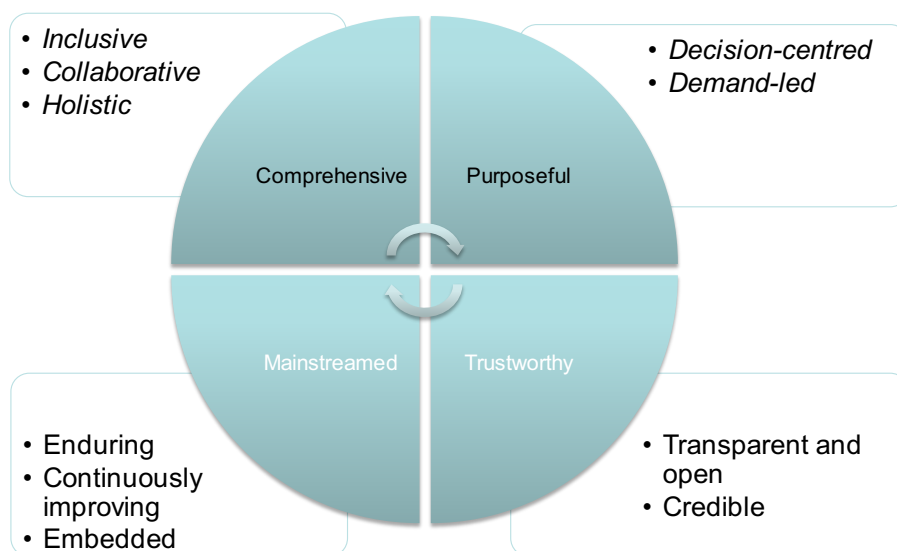 • Inclusive
• Collaborative
• Holistic
• Decision-centred
• Demand-led
Comprehensive
Purposeful
Mainstreamed
Trustworthy
• Enduring
• Continuously
improving
• Embedded
• Transparent and
open
• Credible